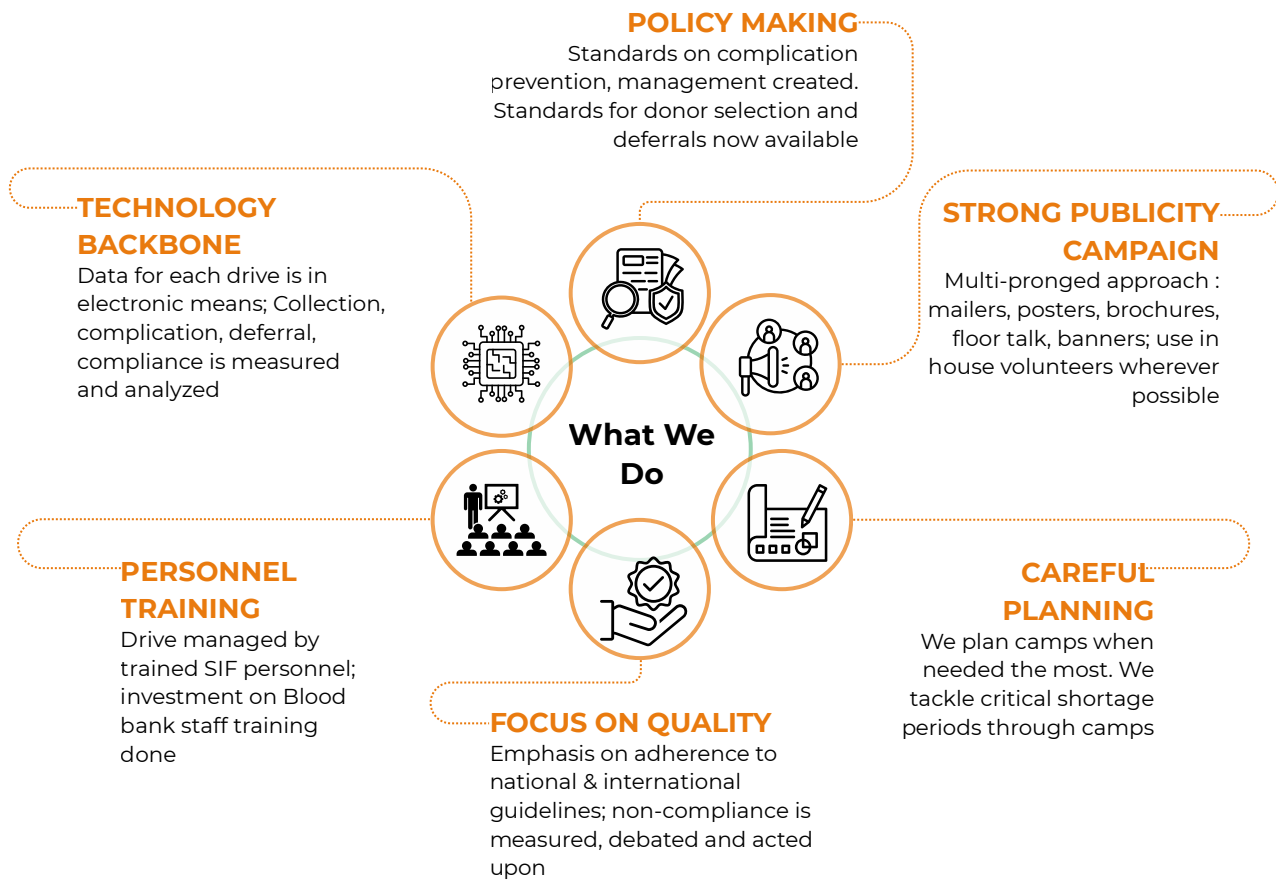 POLICY MAKING
Standards on complication
prevention, management created.
Standards for donor selection and
deferrals now available
TECHNOLOGY
BACKBONE
Data for each drive is in
electronic means; Collection,
complication, deferral,
compliance is measured
and analyzed
STRONG PUBLICITY
CAMPAIGN
Multi-pronged approach :
mailers, posters, brochures,
floor talk, banners; use in
house volunteers wherever
possible
What We
Do
PERSONNEL
TRAINING
Drive managed by
trained SIF personnel;
investment on Blood
bank staff training
done
CAREFUL
PLANNING
We plan camps when
needed the most. We
tackle critical shortage
periods through camps
FOCUS ON QUALITY
Emphasis on adherence to
national & international
guidelines; non-compliance is
measured, debated and acted
upon